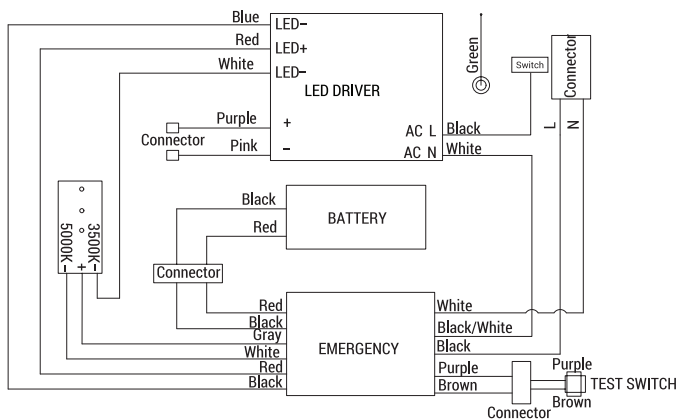 Blue
LED-
Red
LED+
White
LED-
LED DRIVER
Purple
+
Connector
Pink
-
AC L
Black
AC N
White
Green
Switch
Connector
L
N
5000K-
+
3500K-
Black
Red
BATTERY
Connector
Red
Black
Gray
White
Red
Black
EMERGENCY
White
Black/White
Black
Purple
Brown
Connector
Purple
TEST SWITCH
Brown